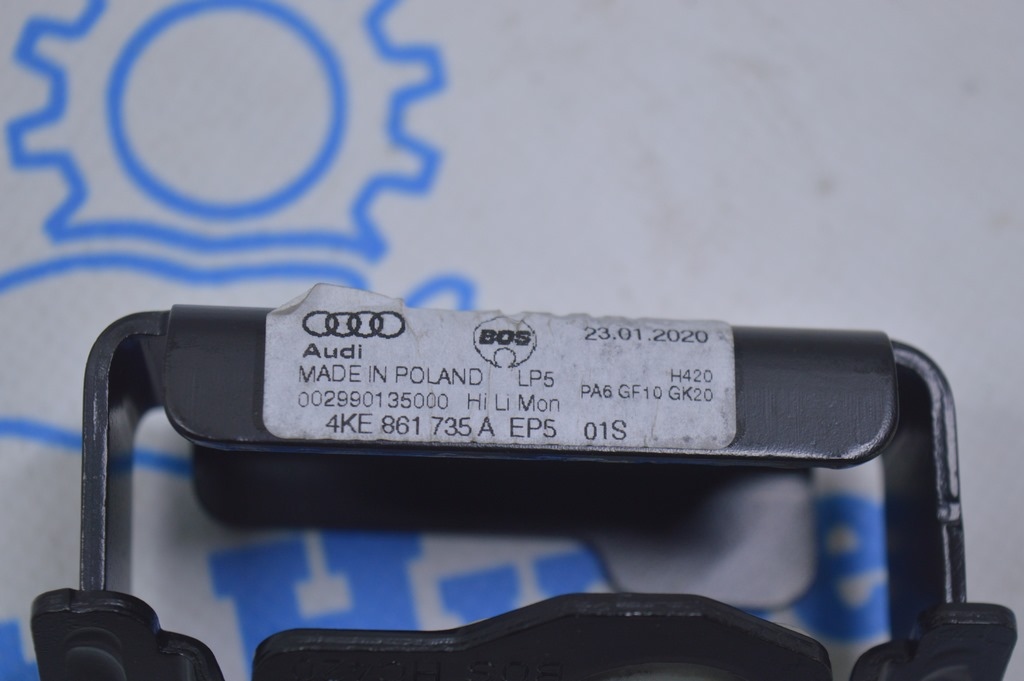 Audi BOS 23.01.2020
MADE IN POLAND LP5 H420
002990135000 Hi Li Mon PA6 GF10 GK20
4KE 861 735 A EP5 01S